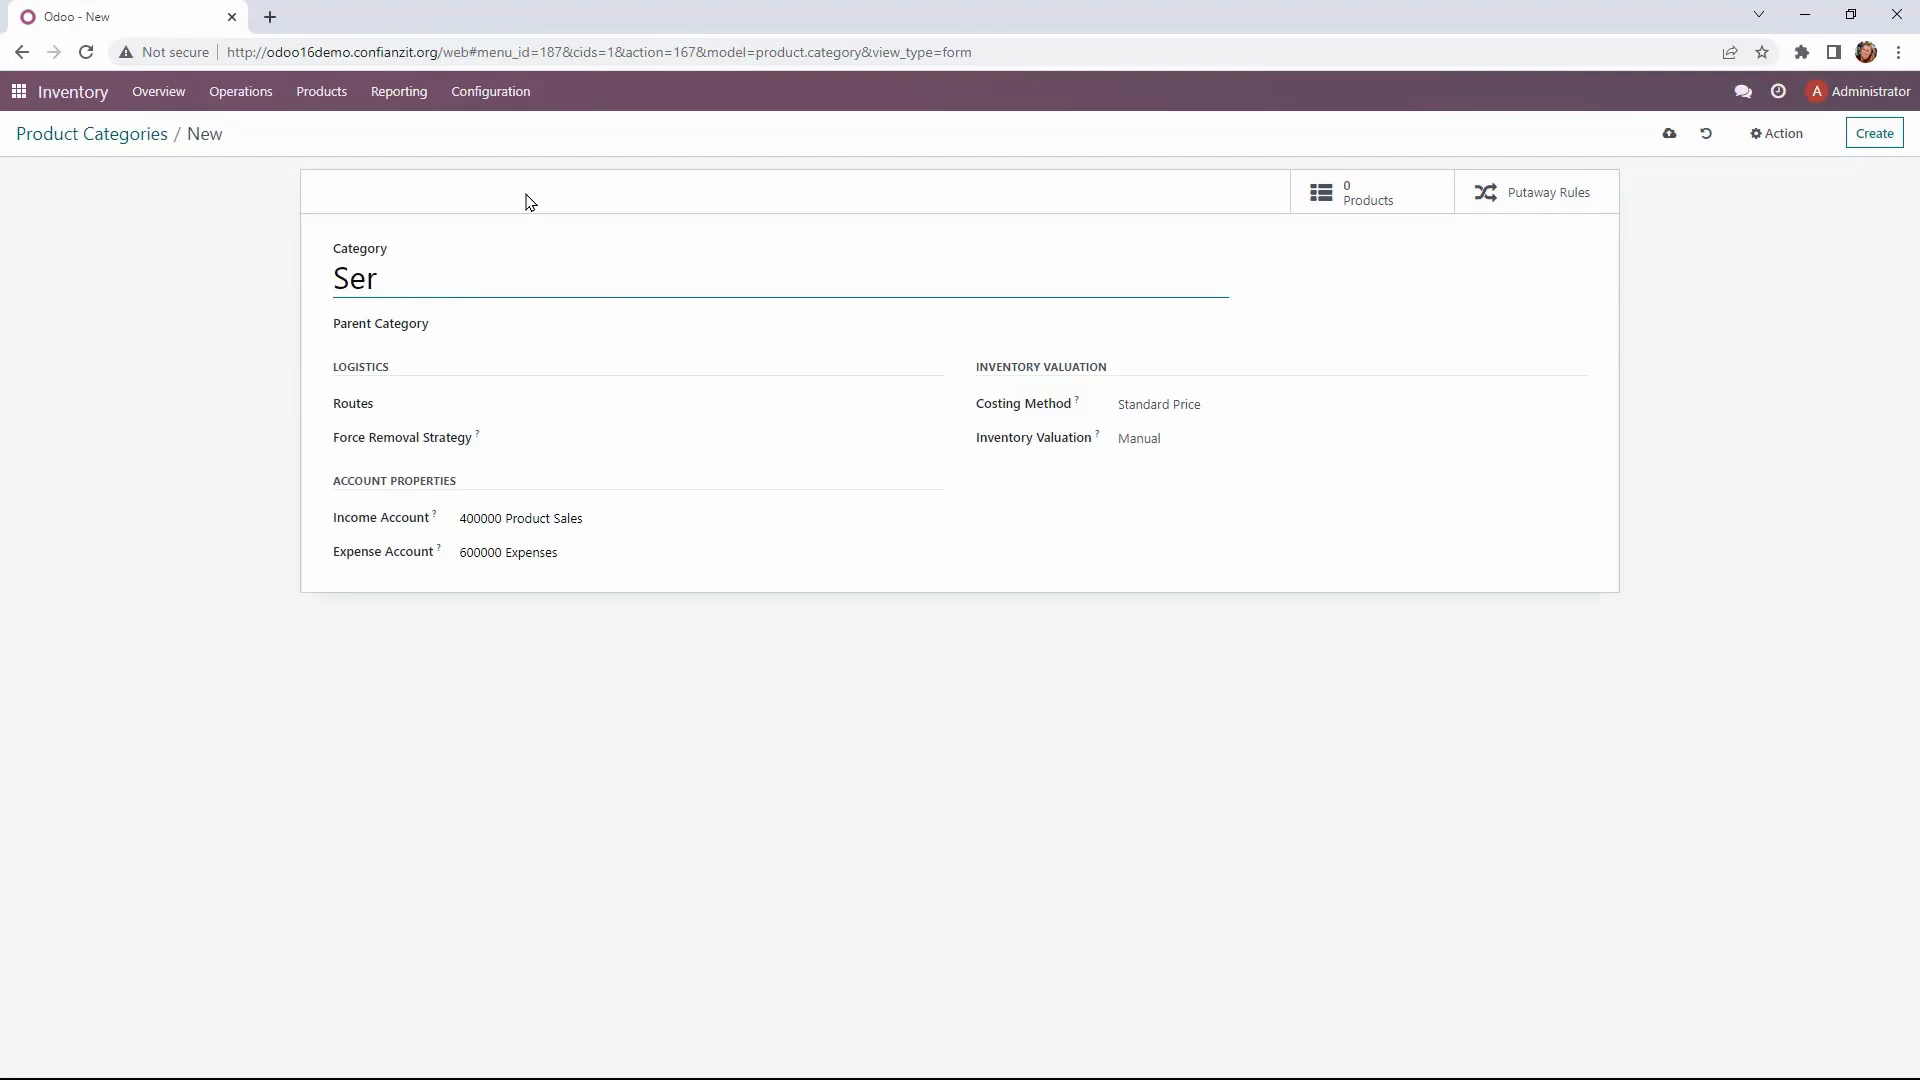 Odoo - New
Not secure http://odoo16demo.confianzit.org/web#menu_id=187&cids=1&action=167&model=product.category&view_type=form
Inventory Overview Operations Products Reporting Configuration A Administrator
Product Categories / New Action Create
0
Products
Putaway Rules
Category
Ser
Parent Category
LOGISTICS INVENTORY VALUATION
Routes Costing Method ? Standard Price
Force Removal Strategy ? Inventory Valuation ? Manual
ACCOUNT PROPERTIES
Income Account ? 400000 Product Sales
Expense Account ? 600000 Expenses